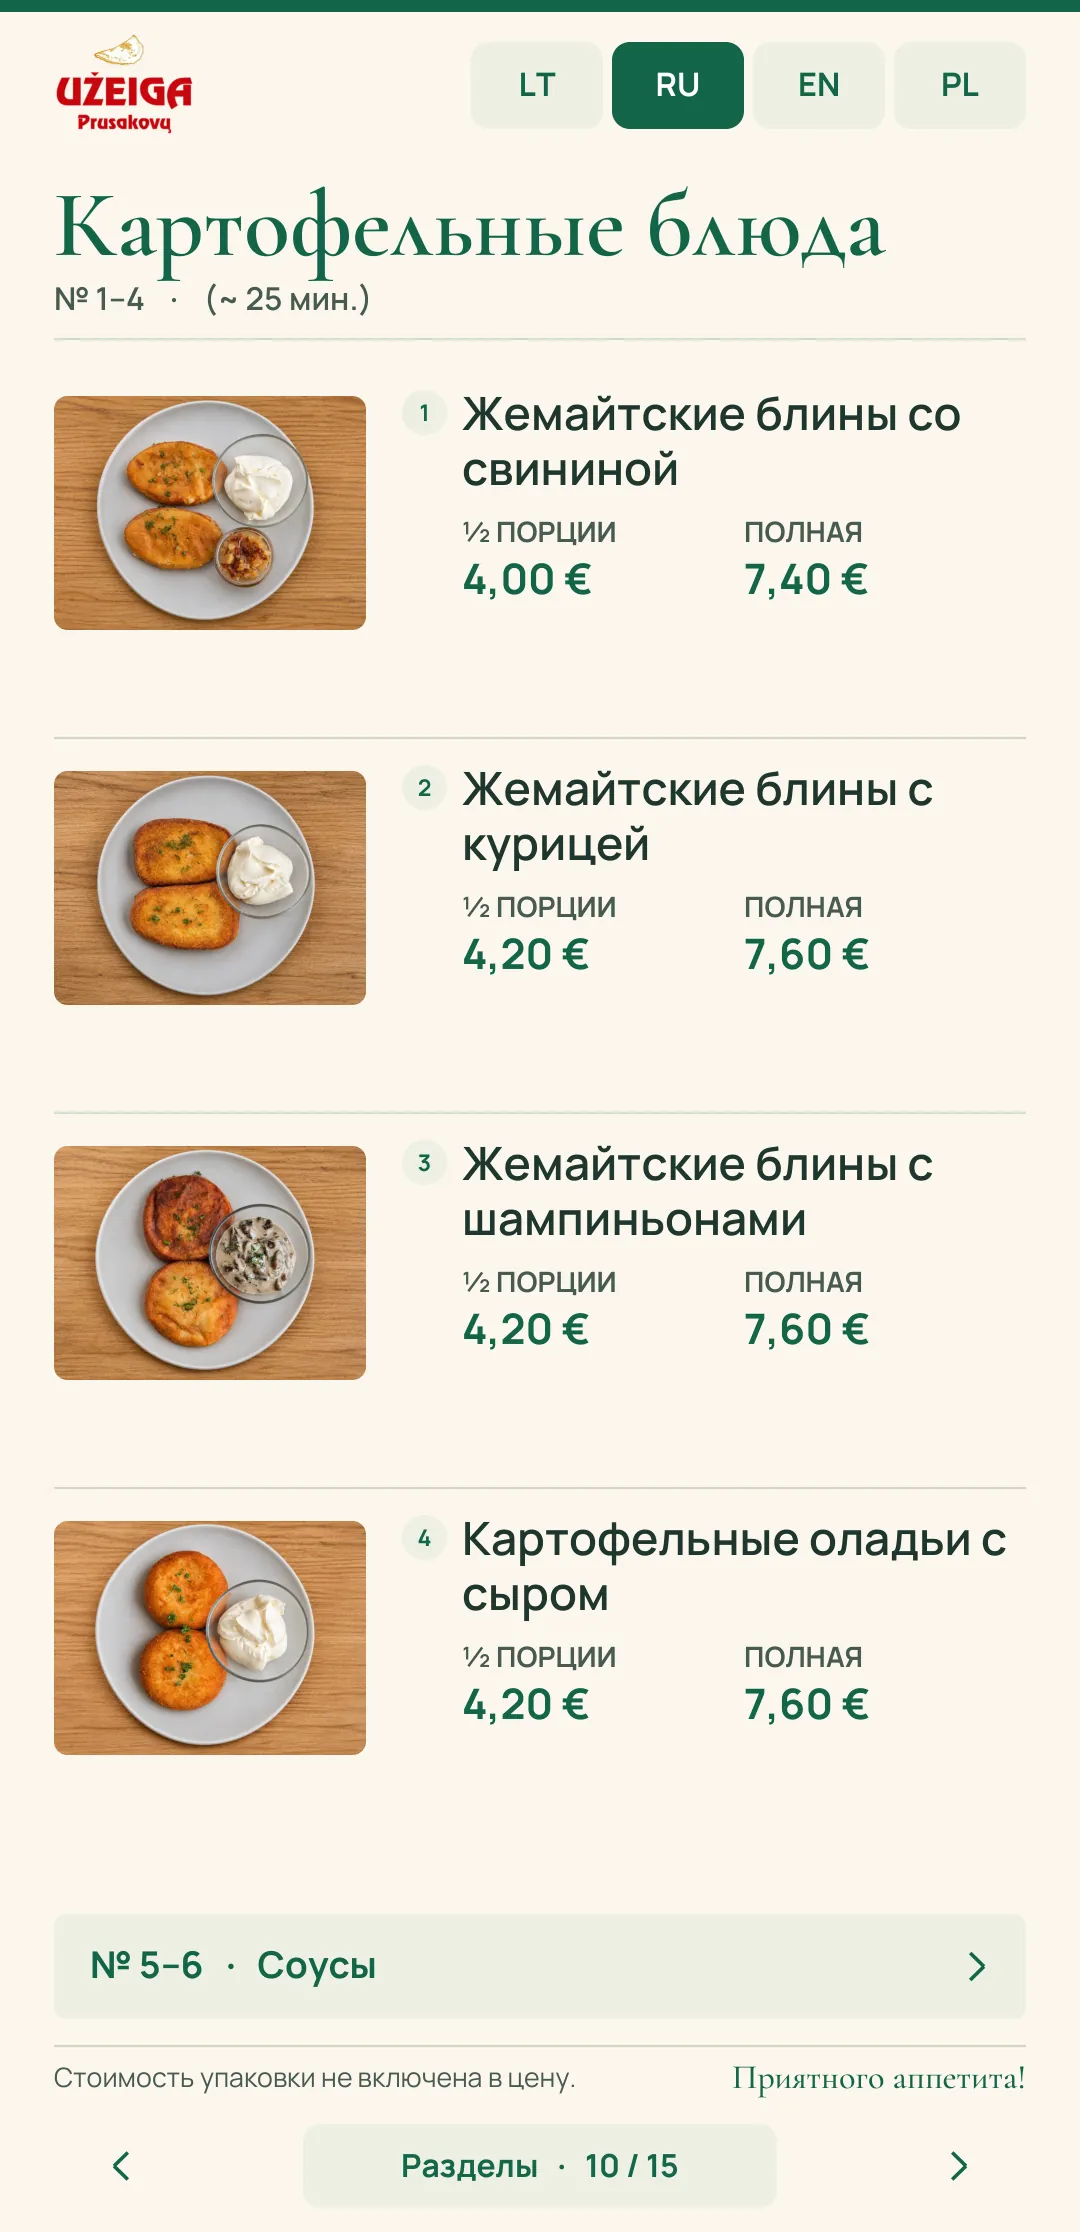 UŽEIGA
Prusakovų
LT
RU
EN
PL
Картофельные блюда
№ 1–4 · (~ 25 мин.)
1
Жемайтские блины со
свининой
½ ПОРЦИИ
ПОЛНАЯ
4,00 €
7,40 €
2
Жемайтские блины с
курицей
½ ПОРЦИИ
ПОЛНАЯ
4,20 €
7,60 €
3
Жемайтские блины с
шампиньонами
½ ПОРЦИИ
ПОЛНАЯ
4,20 €
7,60 €
4
Картофельные оладьи с
сыром
½ ПОРЦИИ
ПОЛНАЯ
4,20 €
7,60 €
№ 5–6 · Соусы
Стоимость упаковки не включена в цену.
Приятного аппетита!
Разделы · 10 / 15